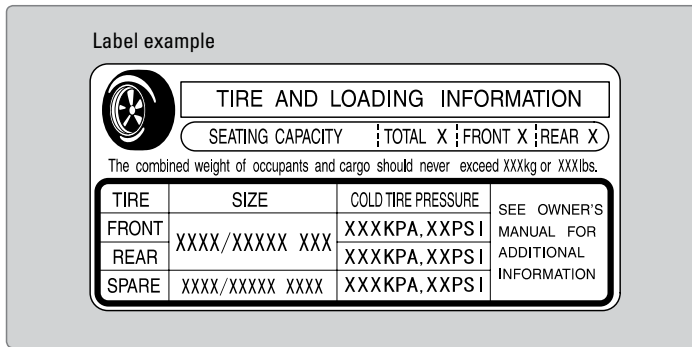 Label example
TIRE AND LOADING INFORMATION
SEATING CAPACITY TOTAL X FRONT X REAR X
The combined weight of occupants and cargo should never exceed XXXkg or XXXlbs.
TIRE SIZE COLD TIRE PRESSURE
SEE OWNER'S
MANUAL FOR
ADDITIONAL
INFORMATION
FRONT XXXX/XXXXX XXX XXXKPA, XXPSI
REAR XXXKPA, XXPSI
SPARE XXXX/XXXXX XXXX XXXKPA, XXPSI